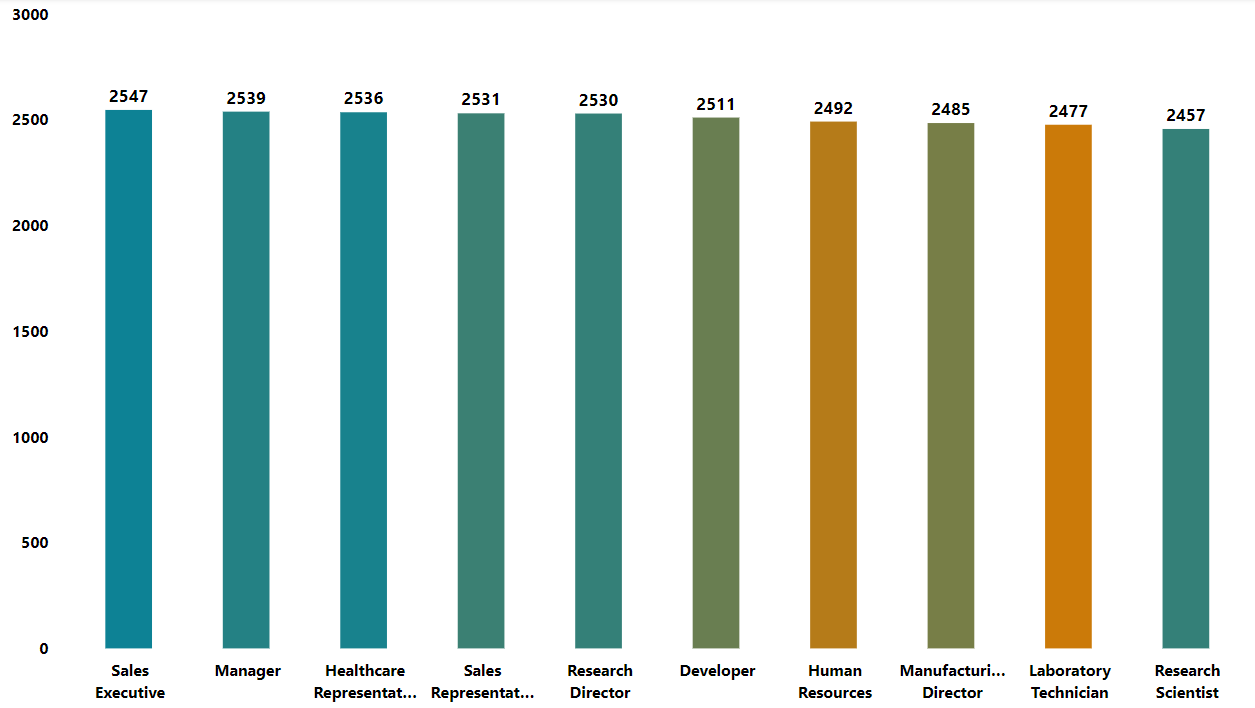 3000
2547
2539
2536
2531
2530
2511
2492
2485
2477
2457
2500
2000
1500
1000
500
0
Sales
Executive
Manager
Healthcare
Representat...
Sales
Representat...
Research
Director
Developer
Human
Resources
Manufacturi...
Director
Laboratory
Technician
Research
Scientist